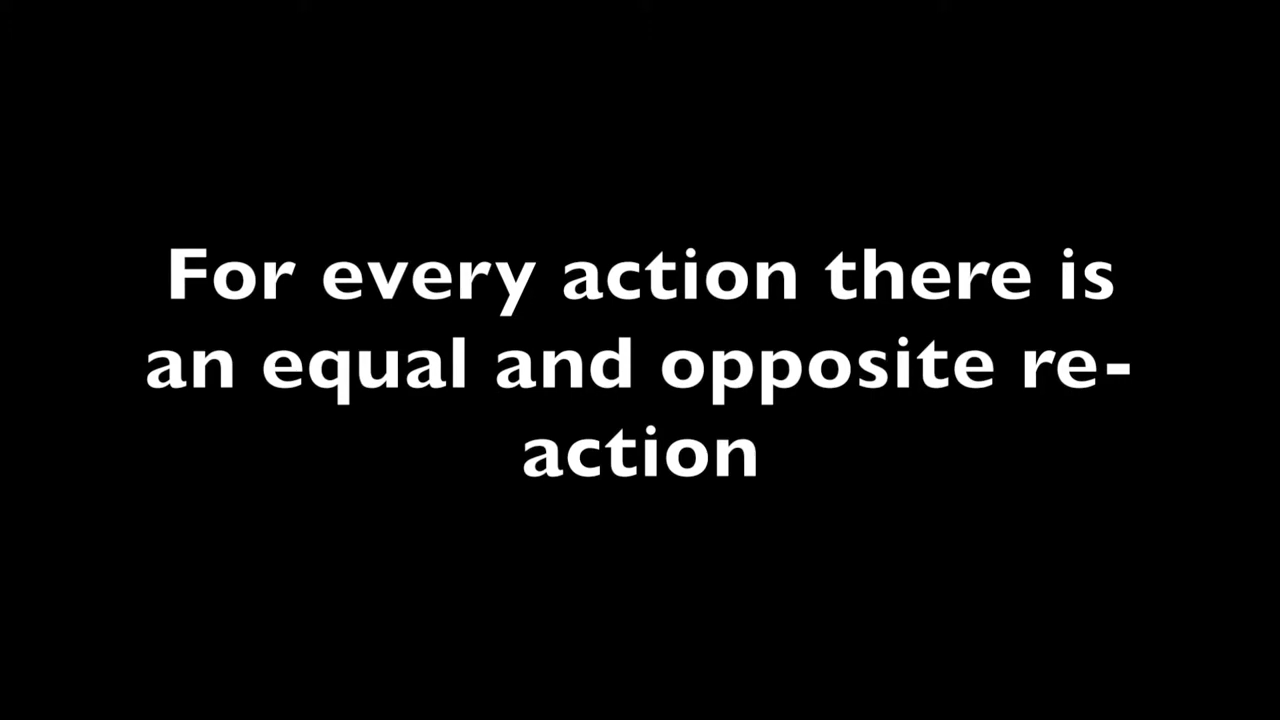 For every action there is
an equal and opposite re-
action